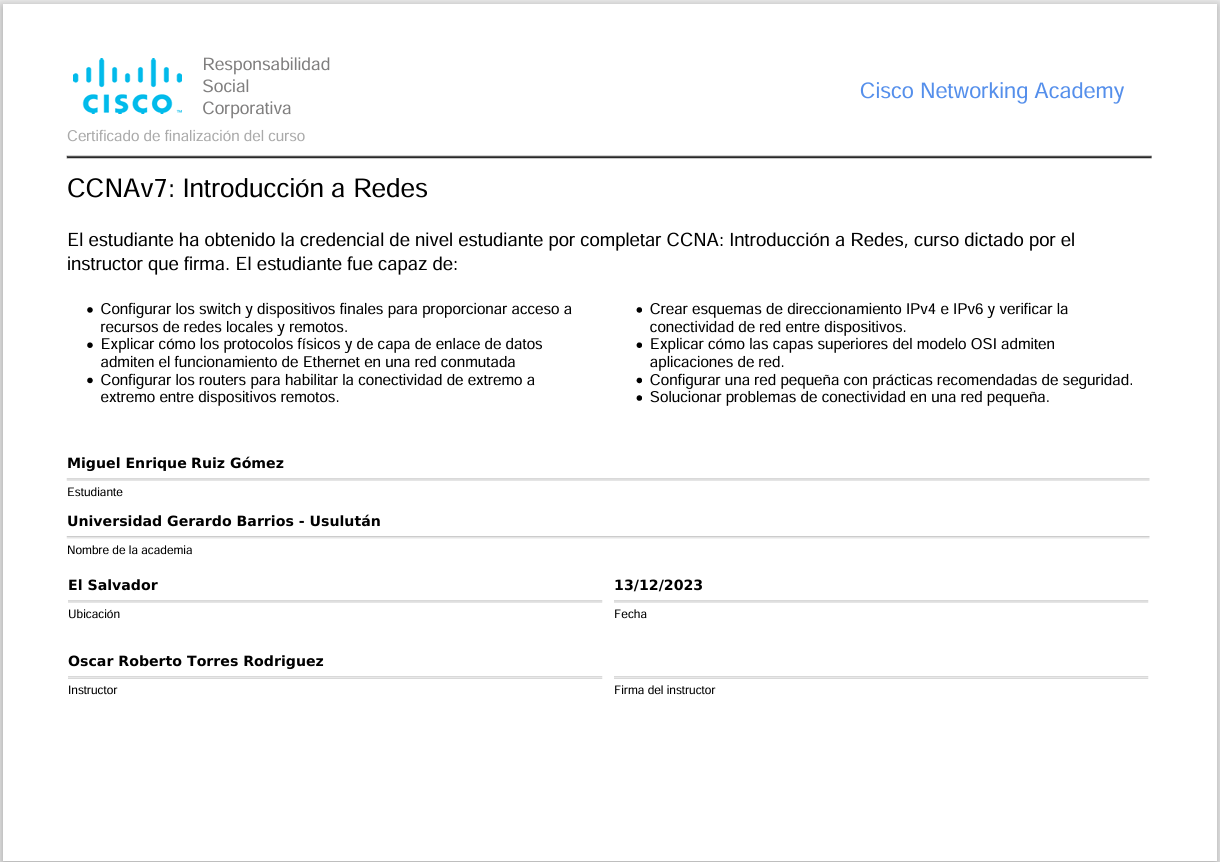 Responsabilidad
Social
Corporativa
CISCO™
Cisco Networking Academy
Certificado de finalización del curso
CCNAv7: Introducción a Redes
El estudiante ha obtenido la credencial de nivel estudiante por completar CCNA: Introducción a Redes, curso dictado por el
instructor que firma. El estudiante fue capaz de:
• Configurar los switch y dispositivos finales para proporcionar acceso a
recursos de redes locales y remotos.
• Explicar cómo los protocolos físicos y de capa de enlace de datos
admiten el funcionamiento de Ethernet en una red conmutada
• Configurar los routers para habilitar la conectividad de extremo a
extremo entre dispositivos remotos.
• Crear esquemas de direccionamiento IPv4 e IPv6 y verificar la
conectividad de red entre dispositivos.
• Explicar cómo las capas superiores del modelo OSI admiten
aplicaciones de red.
• Configurar una red pequeña con prácticas recomendadas de seguridad.
• Solucionar problemas de conectividad en una red pequeña.
Miguel Enrique Ruiz Gómez
Estudiante
Universidad Gerardo Barrios - Usulután
Nombre de la academia
El Salvador
Ubicación
13/12/2023
Fecha
Oscar Roberto Torres Rodriguez
Instructor
Firma del instructor